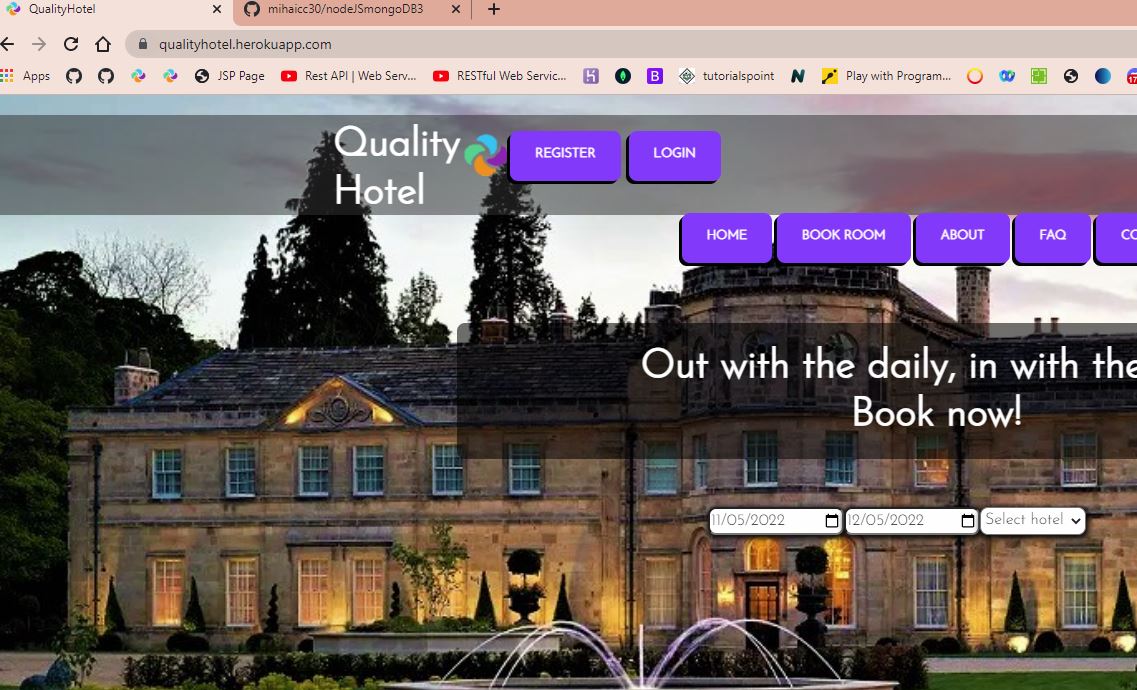 QualityHotel
mihaicc30/nodeJSmongoDB3
qualityhotel.herokuapp.com
Apps
JSP Page
Rest API | Web Serv...
RESTful Web Servic...
tutorialspoint
Play with Program...
17
Quality
Hotel
REGISTER
LOGIN
HOME
BOOK ROOM
ABOUT
FAQ
CO
Out with the daily, in with the
Book now!
11/05/2022
12/05/2022
Select hotel